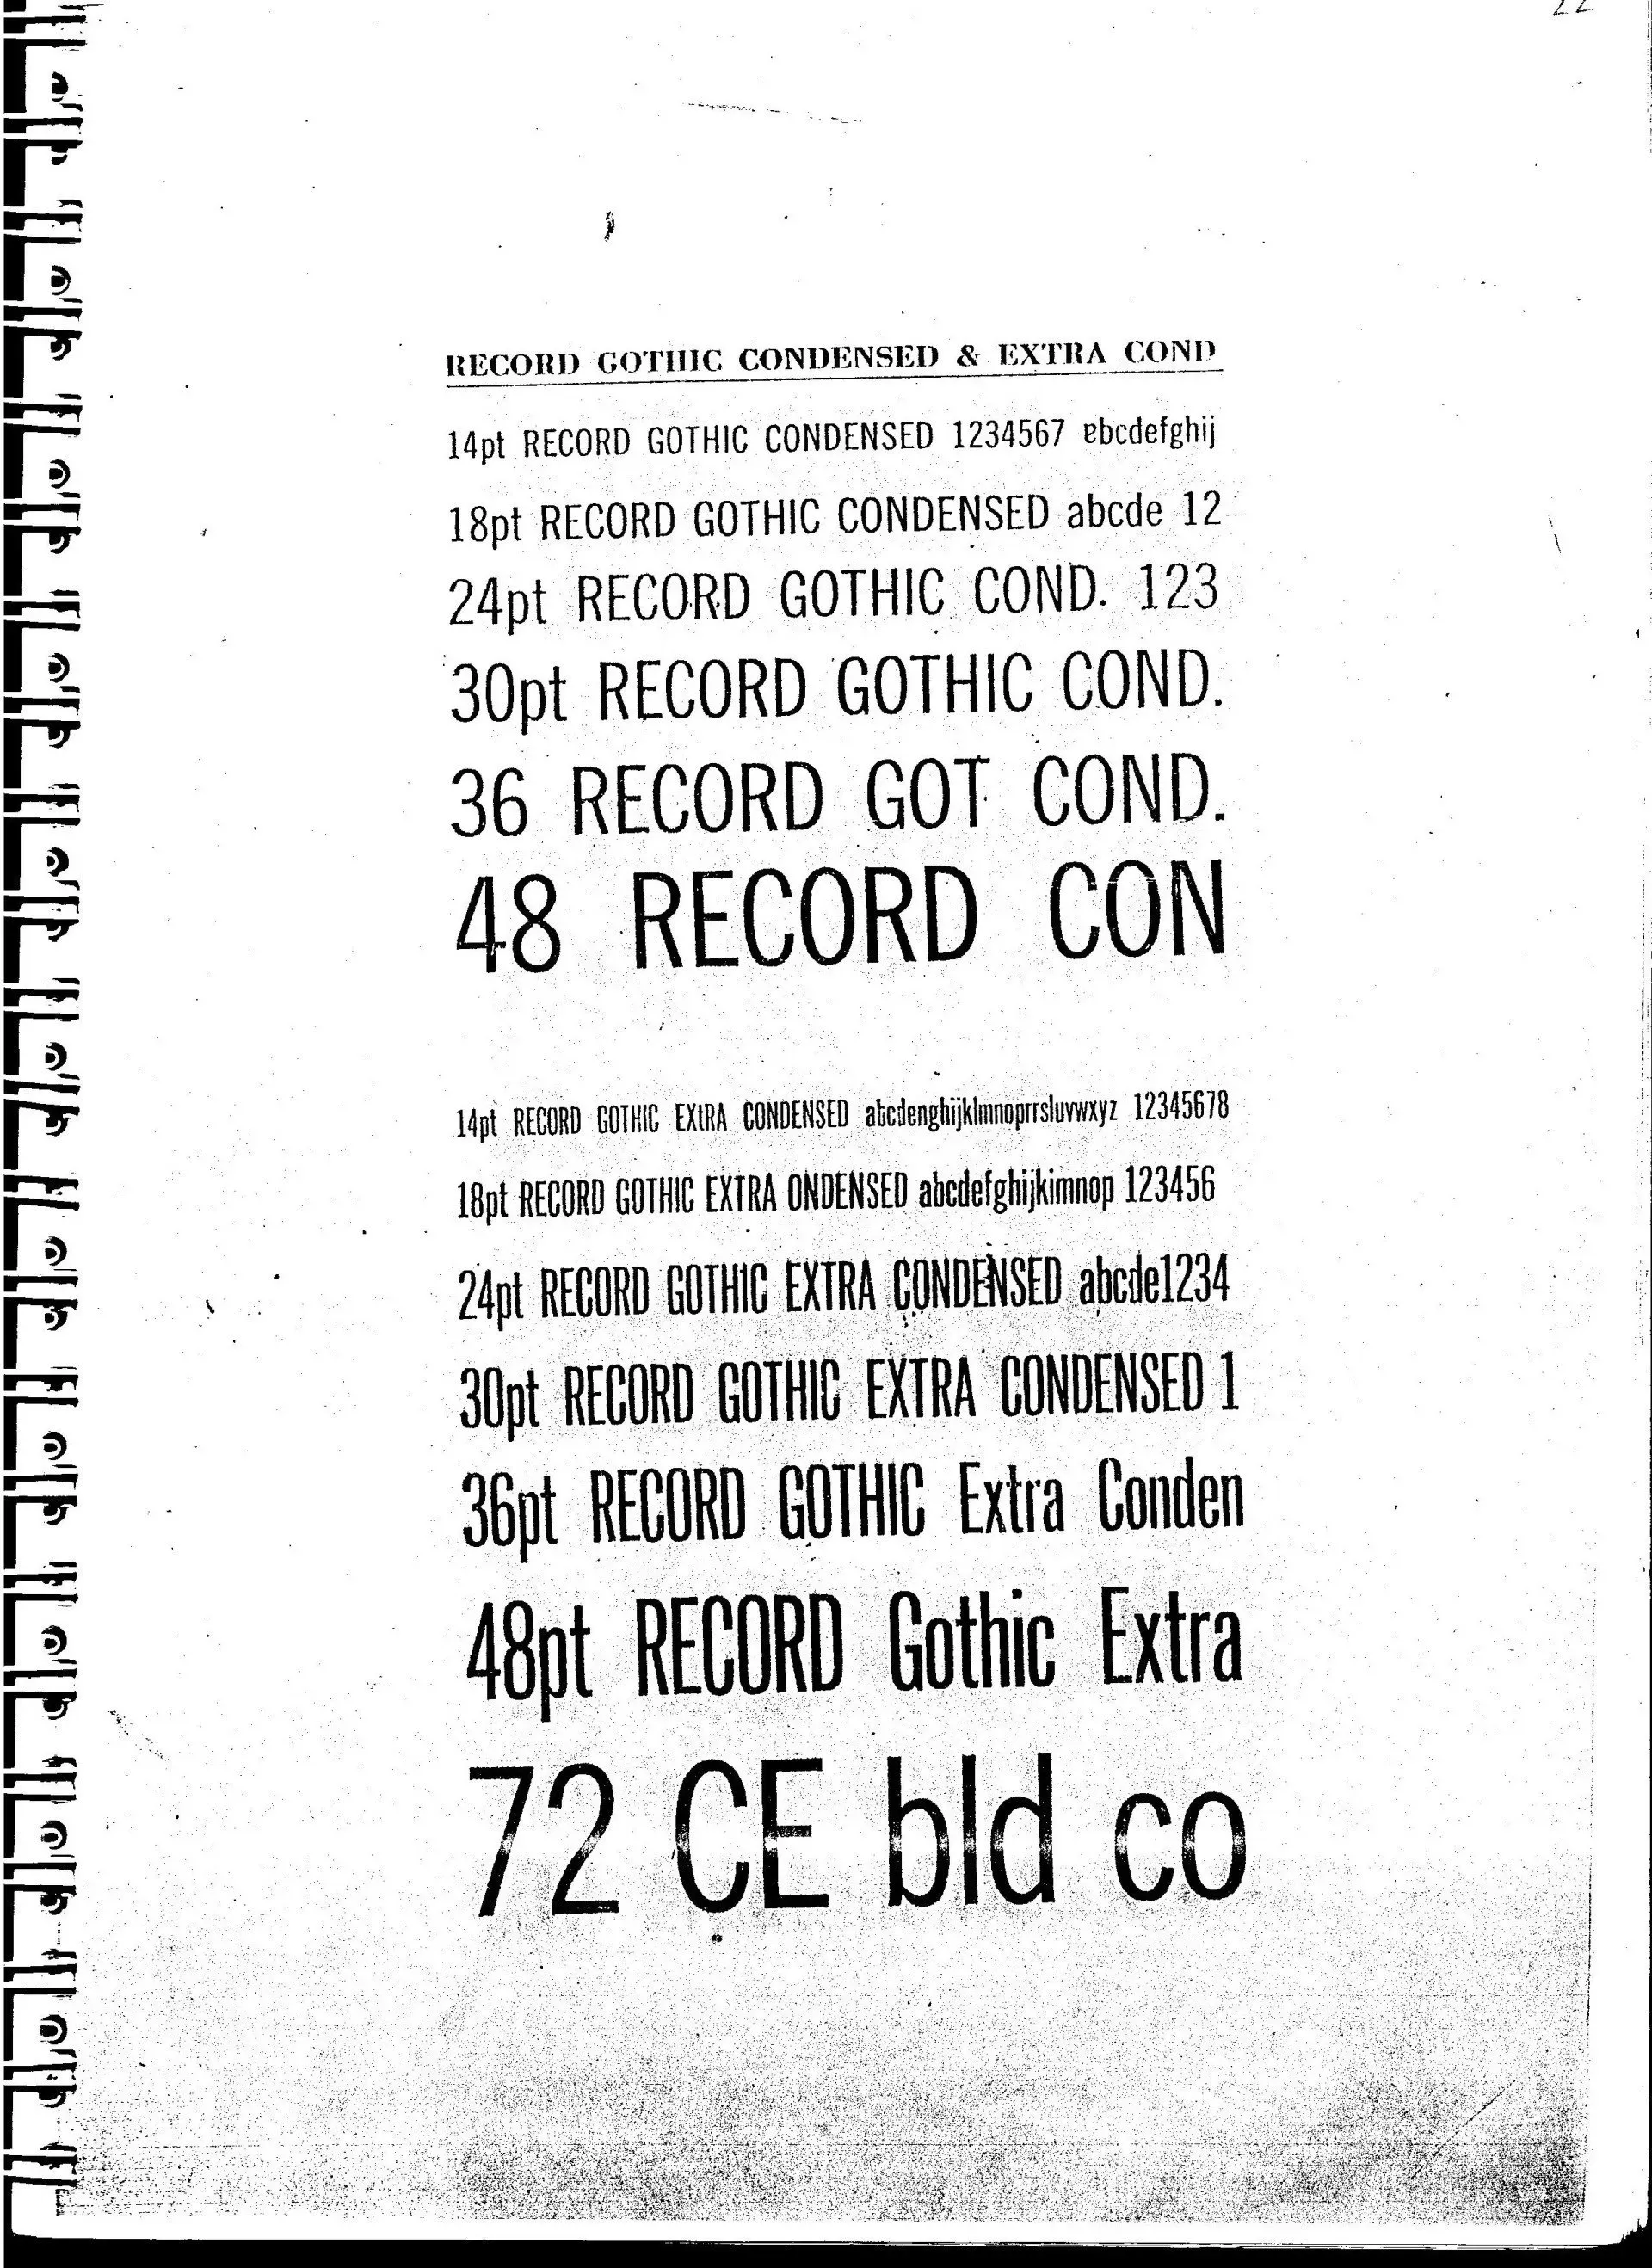 22
RECORD GOTHIC CONDENSED & EXTRA COND
14pt RECORD GOTHIC CONDENSED 1234567 ebcdefghij
18pt RECORD GOTHIC CONDENSED abcde 12
24pt RECORD GOTHIC COND. 123
30pt RECORD GOTHIC COND.
36 RECORD GOT COND.
48 RECORD CON
14pt RECORD GOTHIC EXtRA CONDENSED abcdenghijklmnoprrsluvwxyz 12345678
18pt RECORD GOTHIC EXTRA ONDENSED abcdefghijkimnop 123456
24pt RECORD GOTHIC EXTRA CONDENSED abcde1234
30pt RECORD GOTHIC EXTRA CONDENSED 1
36pt RECORD GOTHIC Extra Conden
48pt RECORD Gothic Extra
72 CE bld co